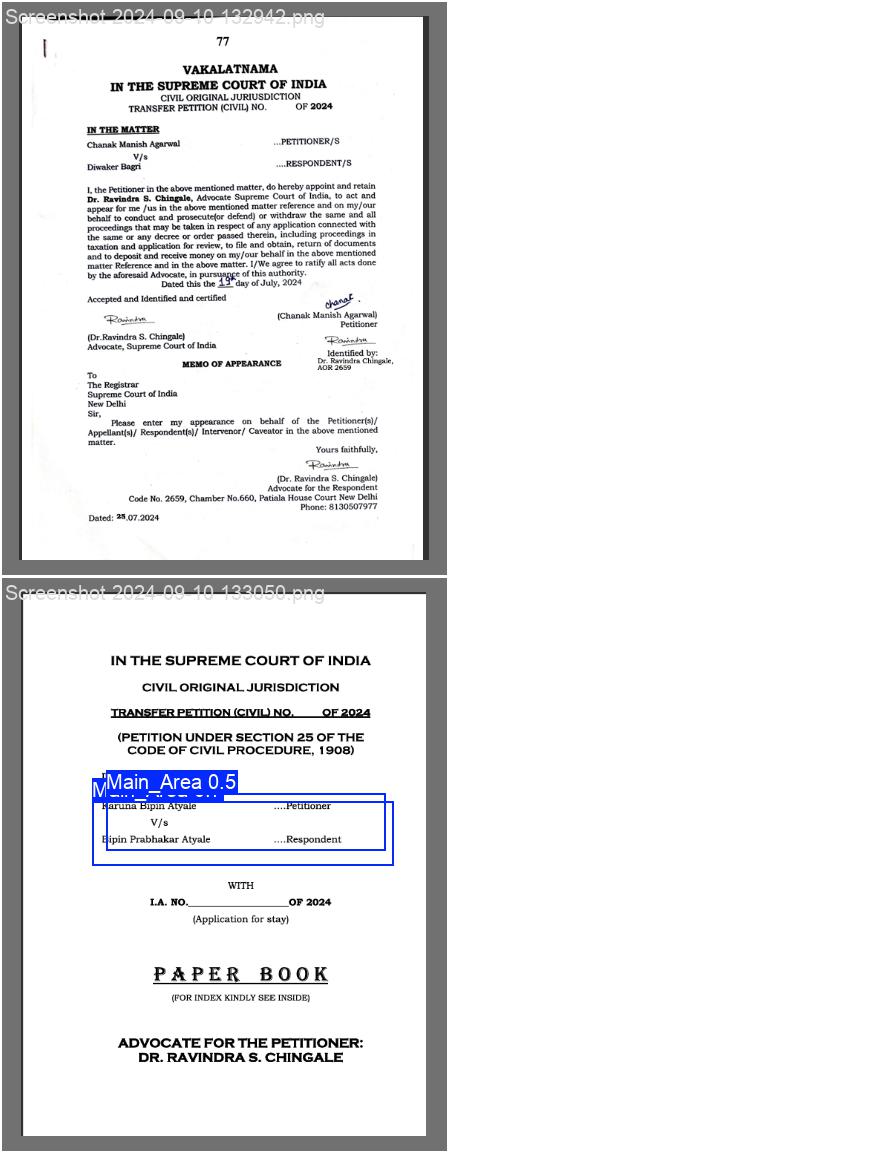 Screenshot 2024-09-10 132942.png
77
VAKALATNAMA
IN THE SUPREME COURT OF INDIA
CIVIL ORIGINAL JURIUSDICTION
TRANSFER PETITION (CIVIL) NO. OF 2024
IN THE MATTER
Chanak Manish Agarwal ...PETITIONER/S
V/s
Diwaker Bagri ....RESPONDENT/S
I, the Petitioner in the above mentioned matter, do hereby appoint and retain
Dr. Ravindra S. Chingale, Advocate Supreme Court of India, to act and
appear for me /us in the above mentioned matter reference and on my/our
behalf to conduct and prosecute(or defend) or withdraw the same and all
proceedings that may be taken in respect of any application connected with
the same or any decree or order passed therein, including proceedings in
taxation and application for review, to file and obtain, return of documents
and to deposit and receive money on my/our behalf in the above mentioned
matter Reference and in the above matter. I/We agree to ratify all acts done
by the aforesaid Advocate, in pursuance of this authority.
Dated this the 19th day of July, 2024
Accepted and Identified and certified
Chanak.
Ravindra
(Chanak Manish Agarwal)
Petitioner
(Dr.Ravindra S. Chingale)
Advocate, Supreme Court of India
Ravindra
Identified by:
Dr. Ravindra Chingale,
AOR 2659
MEMO OF APPEARANCE
To
The Registrar
Supreme Court of India
New Delhi
Sir,
Please enter my appearance on behalf of the Petitioner(s)/
Appellant(s)/ Respondent(s)/ Intervenor/ Caveator in the above mentioned
matter.
Yours faithfully,
Ravindra
(Dr. Ravindra S. Chingale)
Advocate for the Respondent
Code No. 2659, Chamber No.660, Patiala House Court New Delhi
Phone: 8130507977
Dated: 25.07.2024
Screenshot 2024-09-10 133050.png
IN THE SUPREME COURT OF INDIA
CIVIL ORIGINAL JURISDICTION
TRANSFER PETITION (CIVIL) NO. OF 2024
(PETITION UNDER SECTION 25 OF THE
CODE OF CIVIL PROCEDURE, 1908)
Main_Area 0.5
Karuna Bipin Atyale ....Petitioner
V/s
Bipin Prabhakar Atyale ....Respondent
WITH
I.A. NO.____________________OF 2024
(Application for stay)
PAPER BOOK
(FOR INDEX KINDLY SEE INSIDE)
ADVOCATE FOR THE PETITIONER:
DR. RAVINDRA S. CHINGALE